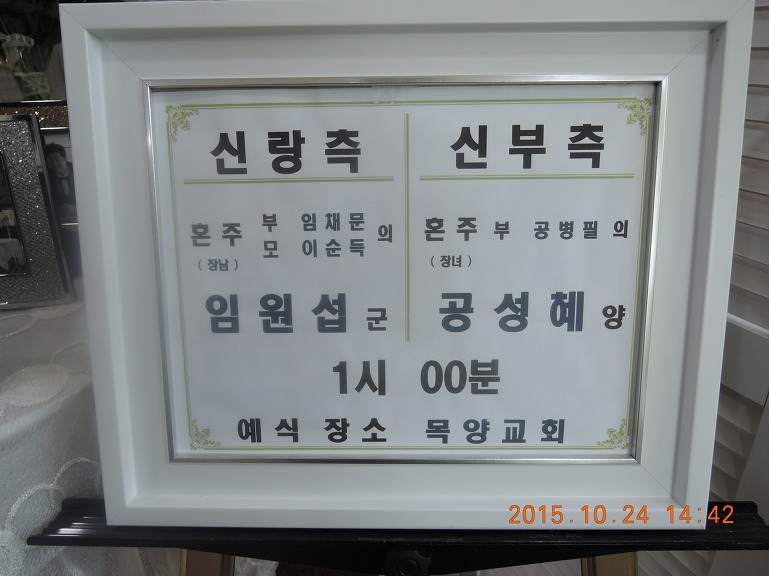 신랑측
혼주 부 임채문 의
모 이순득
(장남)
임원섭 군
신부측
혼주 부 공병필 의
(장녀)
공성혜 양
1시 00분
예식장소 목양교회
2015.10.24 14:42